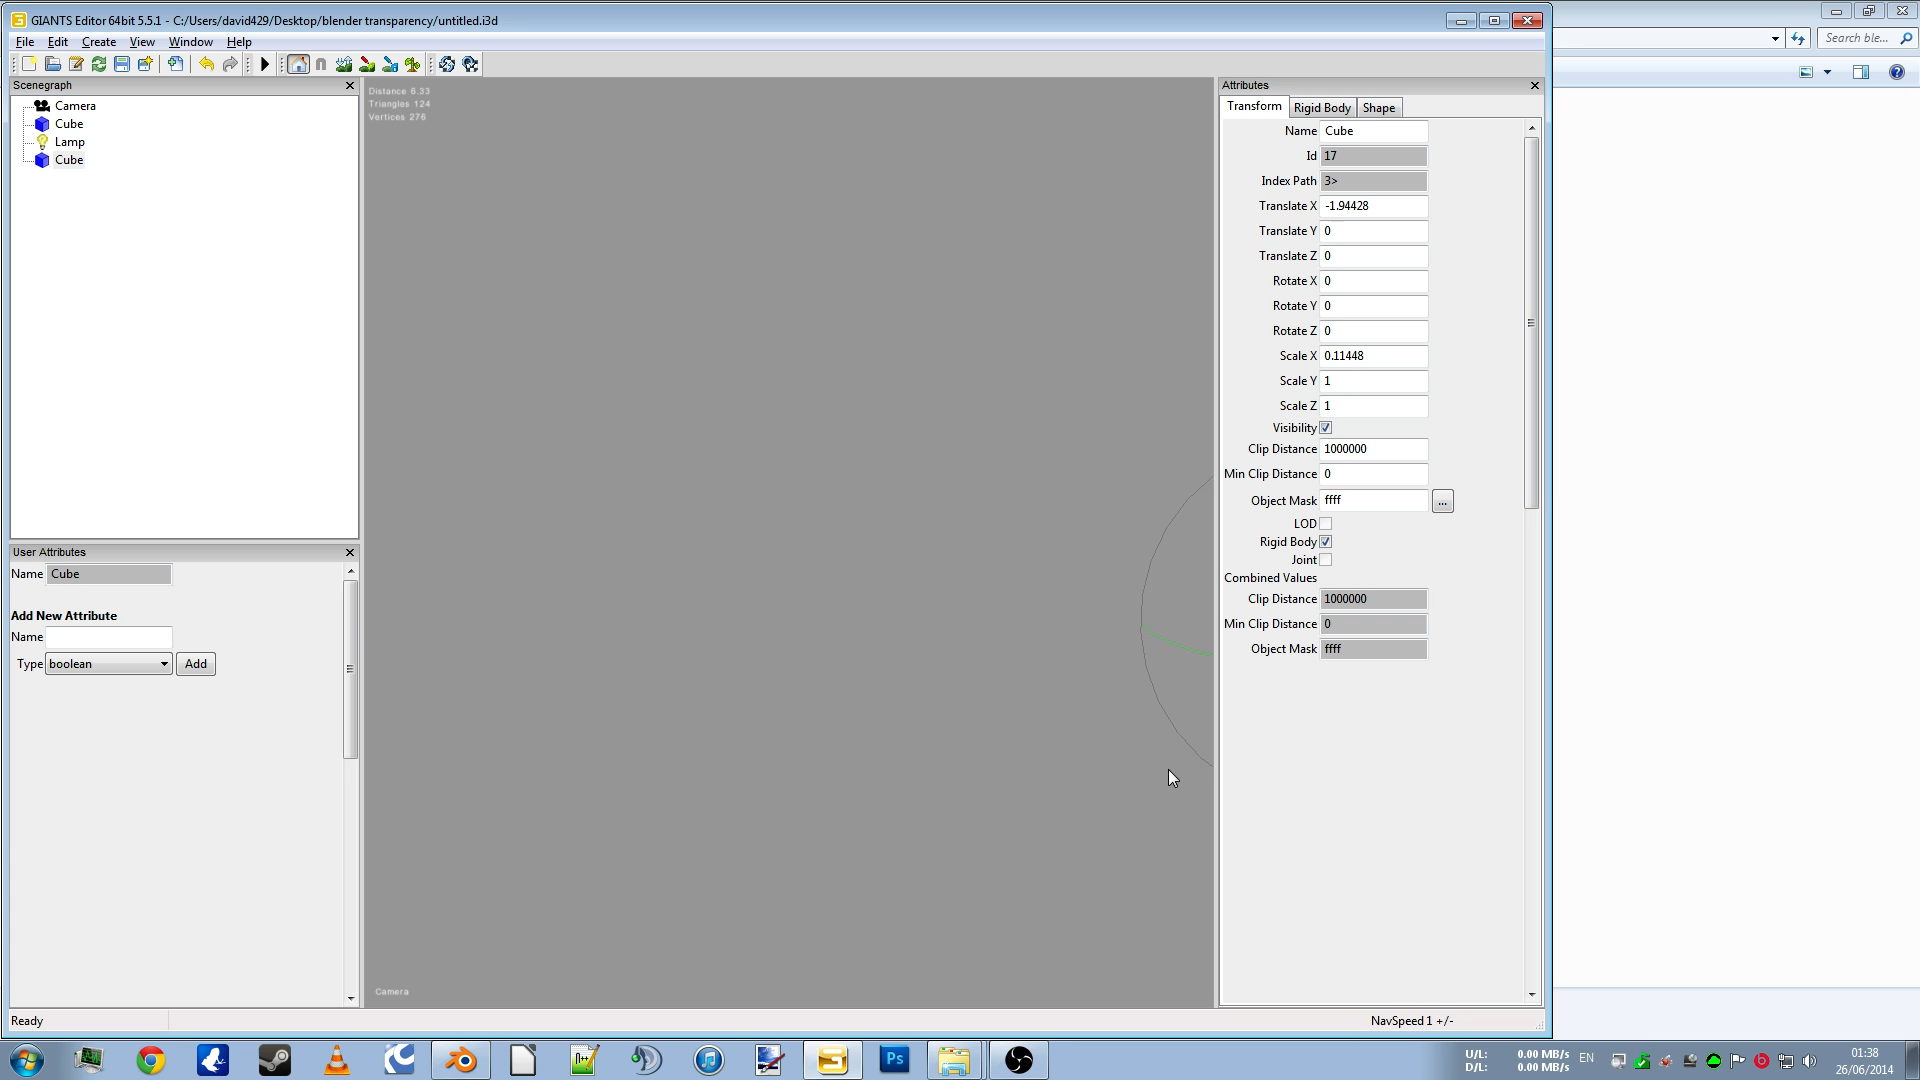 GIANTS Editor 64bit 5.5.1 - C:/Users/david429/Desktop/blender transparency/untitled.i3d
Search ble...
File Edit Create View Window Help
Scenegraph
Camera
Cube
Lamp
Cube
Distance 6.33
Triangles 124
Vertices 276
Camera
Attributes
Transform Rigid Body Shape
Name Cube
Id 17
Index Path 3>
Translate X -1.94428
Translate Y 0
Translate Z 0
Rotate X 0
Rotate Y 0
Rotate Z 0
Scale X 0.11448
Scale Y 1
Scale Z 1
Visibility
Clip Distance 1000000
Min Clip Distance 0
Object Mask ffff ...
LOD
Rigid Body
Joint
Combined Values
Clip Distance 1000000
Min Clip Distance 0
Object Mask ffff
User Attributes
Name Cube
Add New Attribute
Name
Type boolean Add
Ready
NavSpeed 1 +/-
Ps
U/L: 0.00 MB/s
D/L: 0.00 MB/s
EN
01:38
26/06/2014